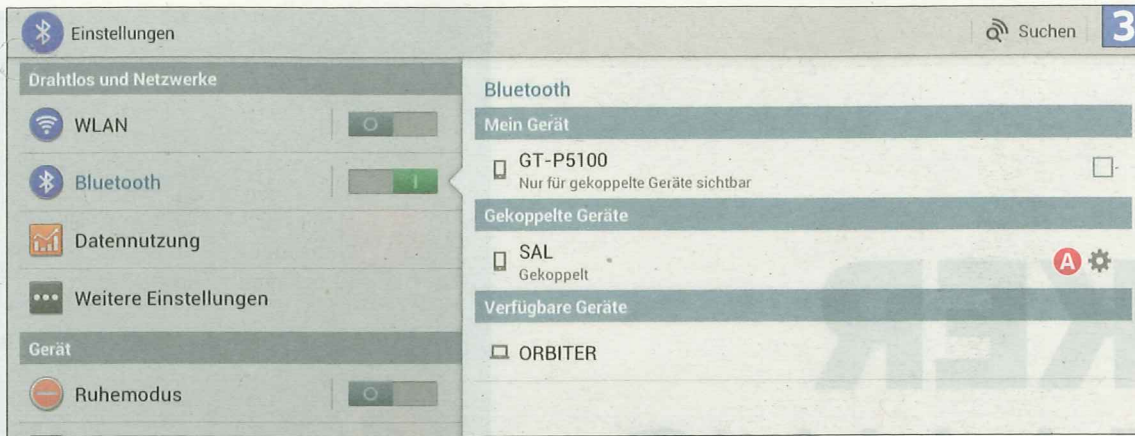 Einstellungen
Suchen
3
Drahtlos und Netzwerke
WLAN
Bluetooth
Datennutzung
Weitere Einstellungen
Gerät
Ruhemodus
Bluetooth
Mein Gerät
GT-P5100
Nur für gekoppelte Geräte sichtbar
Gekoppelte Geräte
SAL
Gekoppelt
A
Verfügbare Geräte
ORBITER